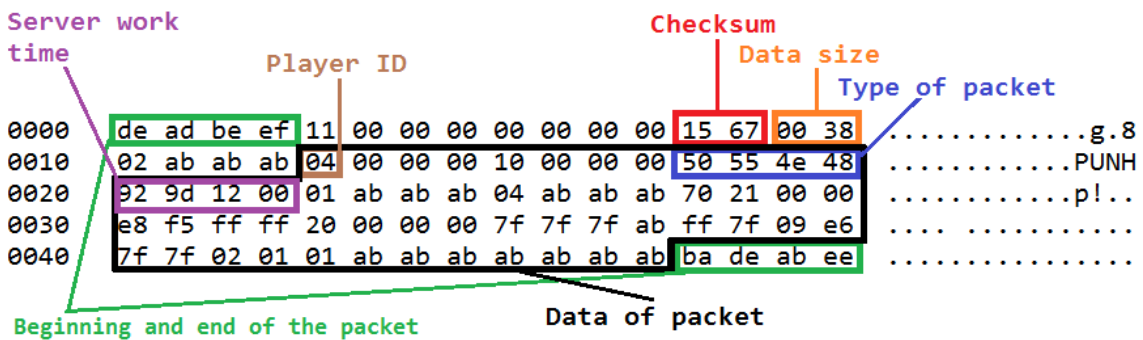 Server work
time
Player ID
Checksum
Data size
Type of packet
0000 de ad be ef 11 00 00 00 00 00 00 00 15 67 00 38 .............g.8
0010 02 ab ab ab 04 00 00 00 10 00 00 00 50 55 4e 48 ............PUNH
0020 92 9d 12 00 01 ab ab ab 04 ab ab ab 70 21 00 00 ............p!..
0030 e8 f5 ff ff 20 00 00 00 7f 7f 7f ab ff 7f 09 e6 .... ...........
0040 7f 7f 02 01 01 ab ab ab ab ab ab ab ba de ab ee ................
Beginning and end of the packet
Data of packet